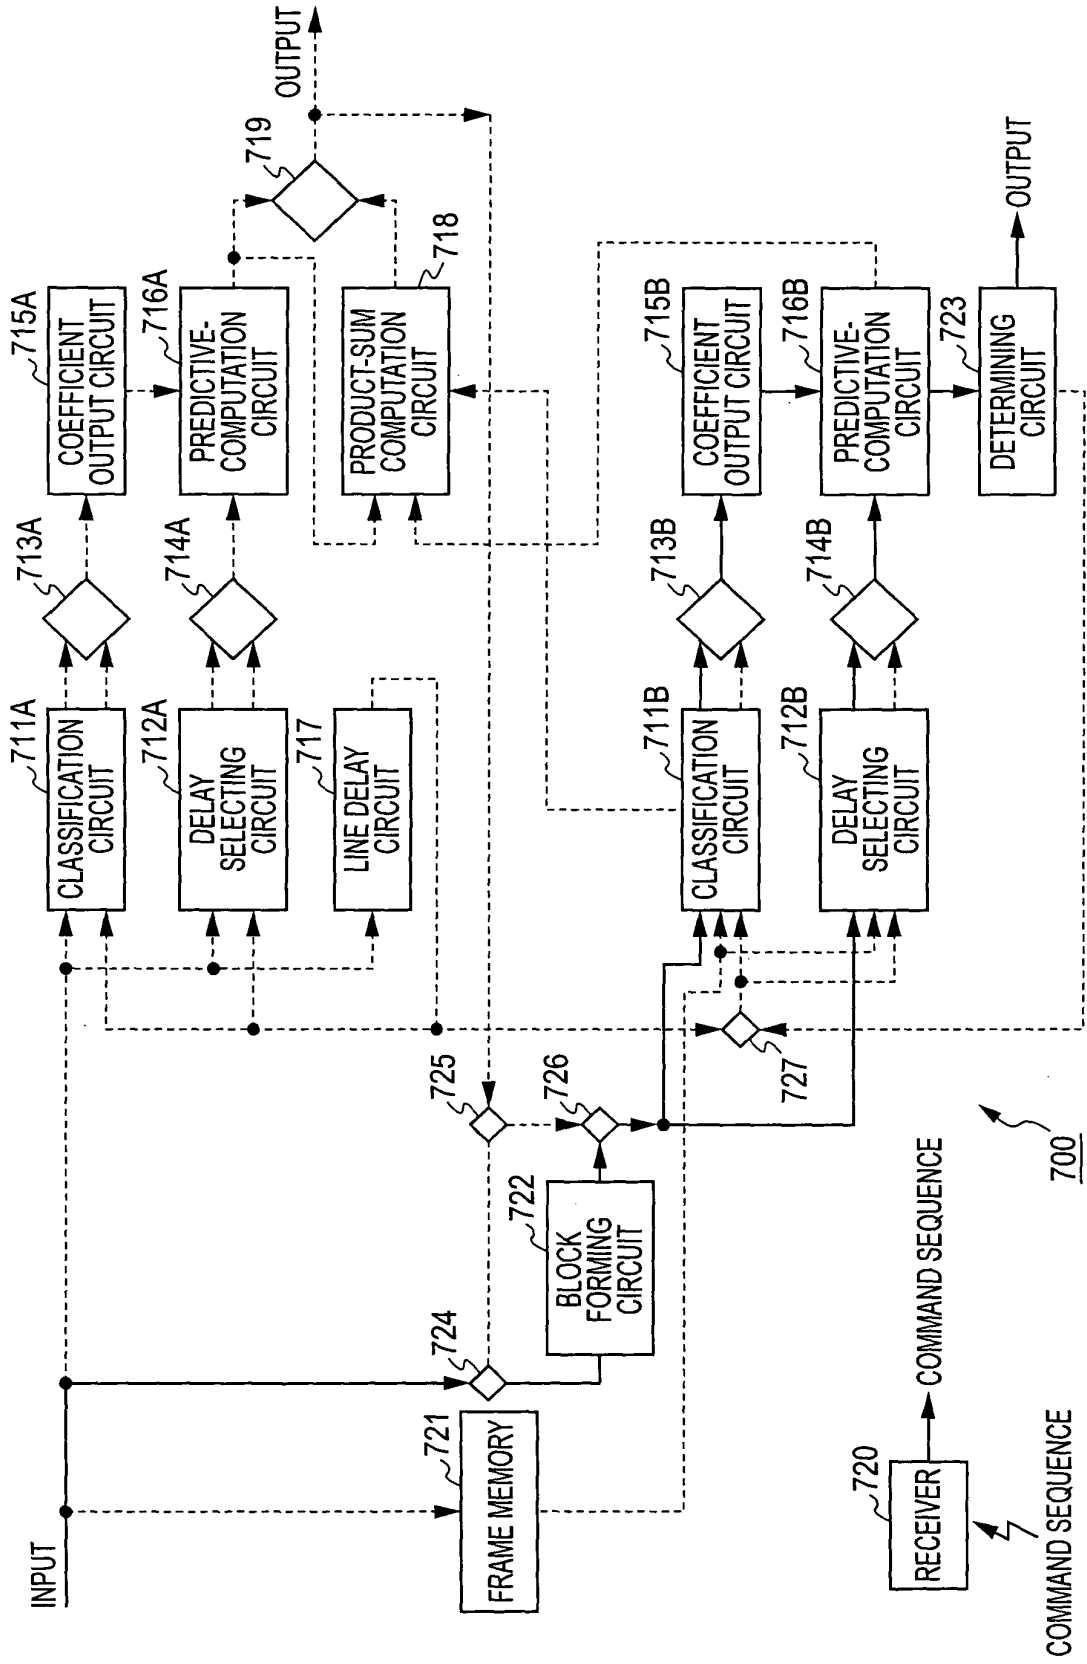 INPUT
711A
CLASSIFICATION
CIRCUIT
713A
715A
COEFFICIENT
OUTPUT CIRCUIT
712A
DELAY
SELECTING
CIRCUIT
714A
716A
PREDICTIVE-
COMPUTATION
CIRCUIT
719
OUTPUT
717
LINE DELAY
CIRCUIT
PRODUCT-SUM
COMPUTATION
CIRCUIT
718
721
FRAME MEMORY
724
725
722
BLOCK
FORMING
CIRCUIT
726
711B
CLASSIFICATION
CIRCUIT
713B
715B
COEFFICIENT
OUTPUT CIRCUIT
727
712B
DELAY
SELECTING
CIRCUIT
714B
716B
PREDICTIVE-
COMPUTATION
CIRCUIT
723
DETERMINING
CIRCUIT
OUTPUT
720
RECEIVER
COMMAND SEQUENCE
COMMAND SEQUENCE
700